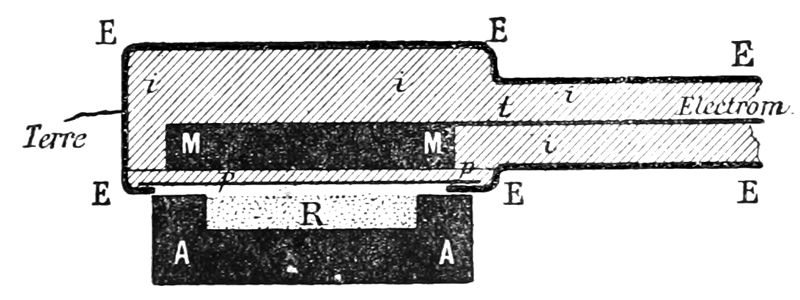 E E E
i i i
t Electrom.
Terre M M i
p p
E E E
R
A A